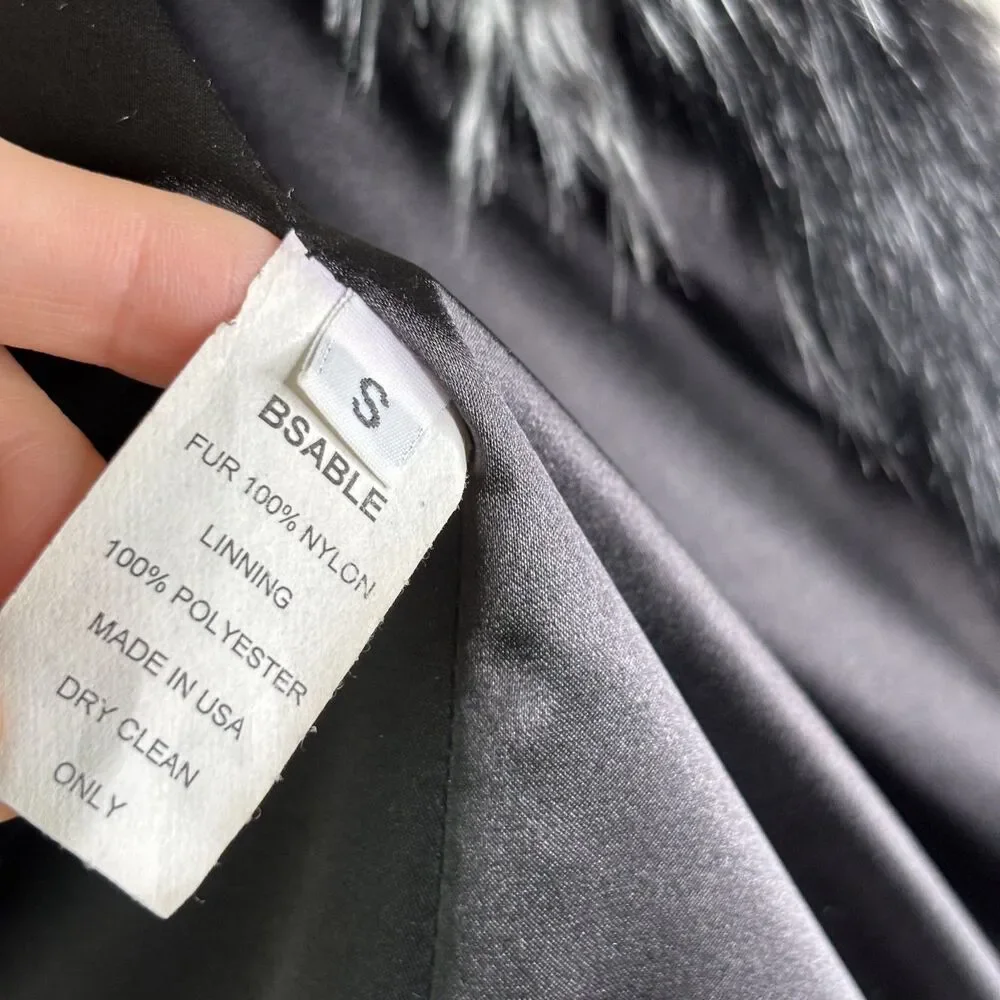 S
BSABLE
FUR 100% NYLON
LINNING
100% POLYESTER
MADE IN USA
DRY CLEAN
ONLY